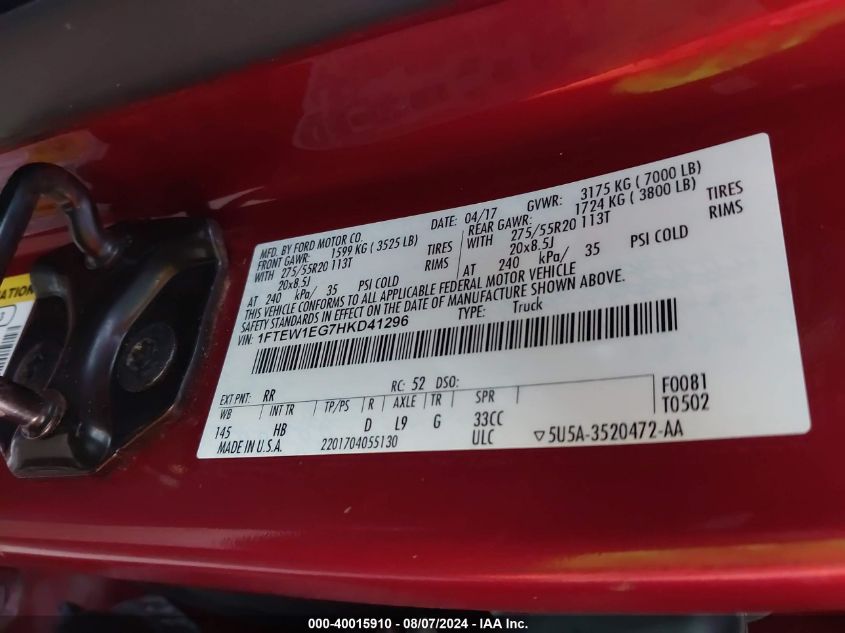 MFD. BY FORD MOTOR CO.
DATE: 04/17 GVWR: 3175 KG ( 7000 LB)
FRONT GAWR: 1599 KG ( 3525 LB) REAR GAWR: 1724 KG ( 3800 LB)
WITH 275/55R20 113T TIRES WITH 275/55R20 113T TIRES
20x8.5J RIMS 20x8.5J RIMS
AT 240 kPa/ 35 PSI COLD AT 240 kPa/ 35 PSI COLD
THIS VEHICLE CONFORMS TO ALL APPLICABLE FEDERAL MOTOR VEHICLE
SAFETY STANDARDS IN EFFECT ON THE DATE OF MANUFACTURE SHOWN ABOVE.
VIN: 1FTEW1EG7HKD41296 TYPE: Truck
EXT PNT: RR RC: 52 DSO: F0081
WB INT TR TP/PS R AXLE TR SPR T0502
145 HB D L9 G 33CC
MADE IN U.S.A. 2201704055130 ULC ▽5U5A-3520472-AA
000-40015910 - 08/07/2024 - IAA Inc.